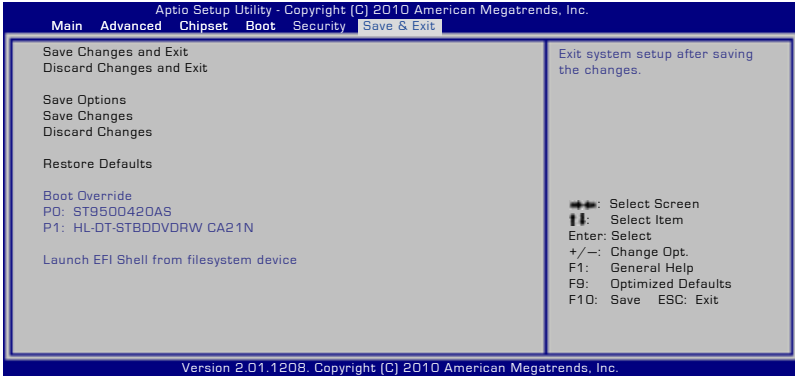 Aptio Setup Utility - Copyright (C) 2010 American Megatrends, Inc.
Main Advanced Chipset Boot Security Save & Exit
Save Changes and Exit
Discard Changes and Exit
Save Options
Save Changes
Discard Changes
Restore Defaults
Boot Override
P0: ST9500420AS
P1: HL-DT-STBDDVDRW CA21N
Launch EFI Shell from filesystem device
Exit system setup after saving
the changes.
→←: Select Screen
↑↓: Select Item
Enter: Select
+/—: Change Opt.
F1: General Help
F9: Optimized Defaults
F10: Save ESC: Exit
Version 2.01.1208. Copyright (C) 2010 American Megatrends, Inc.